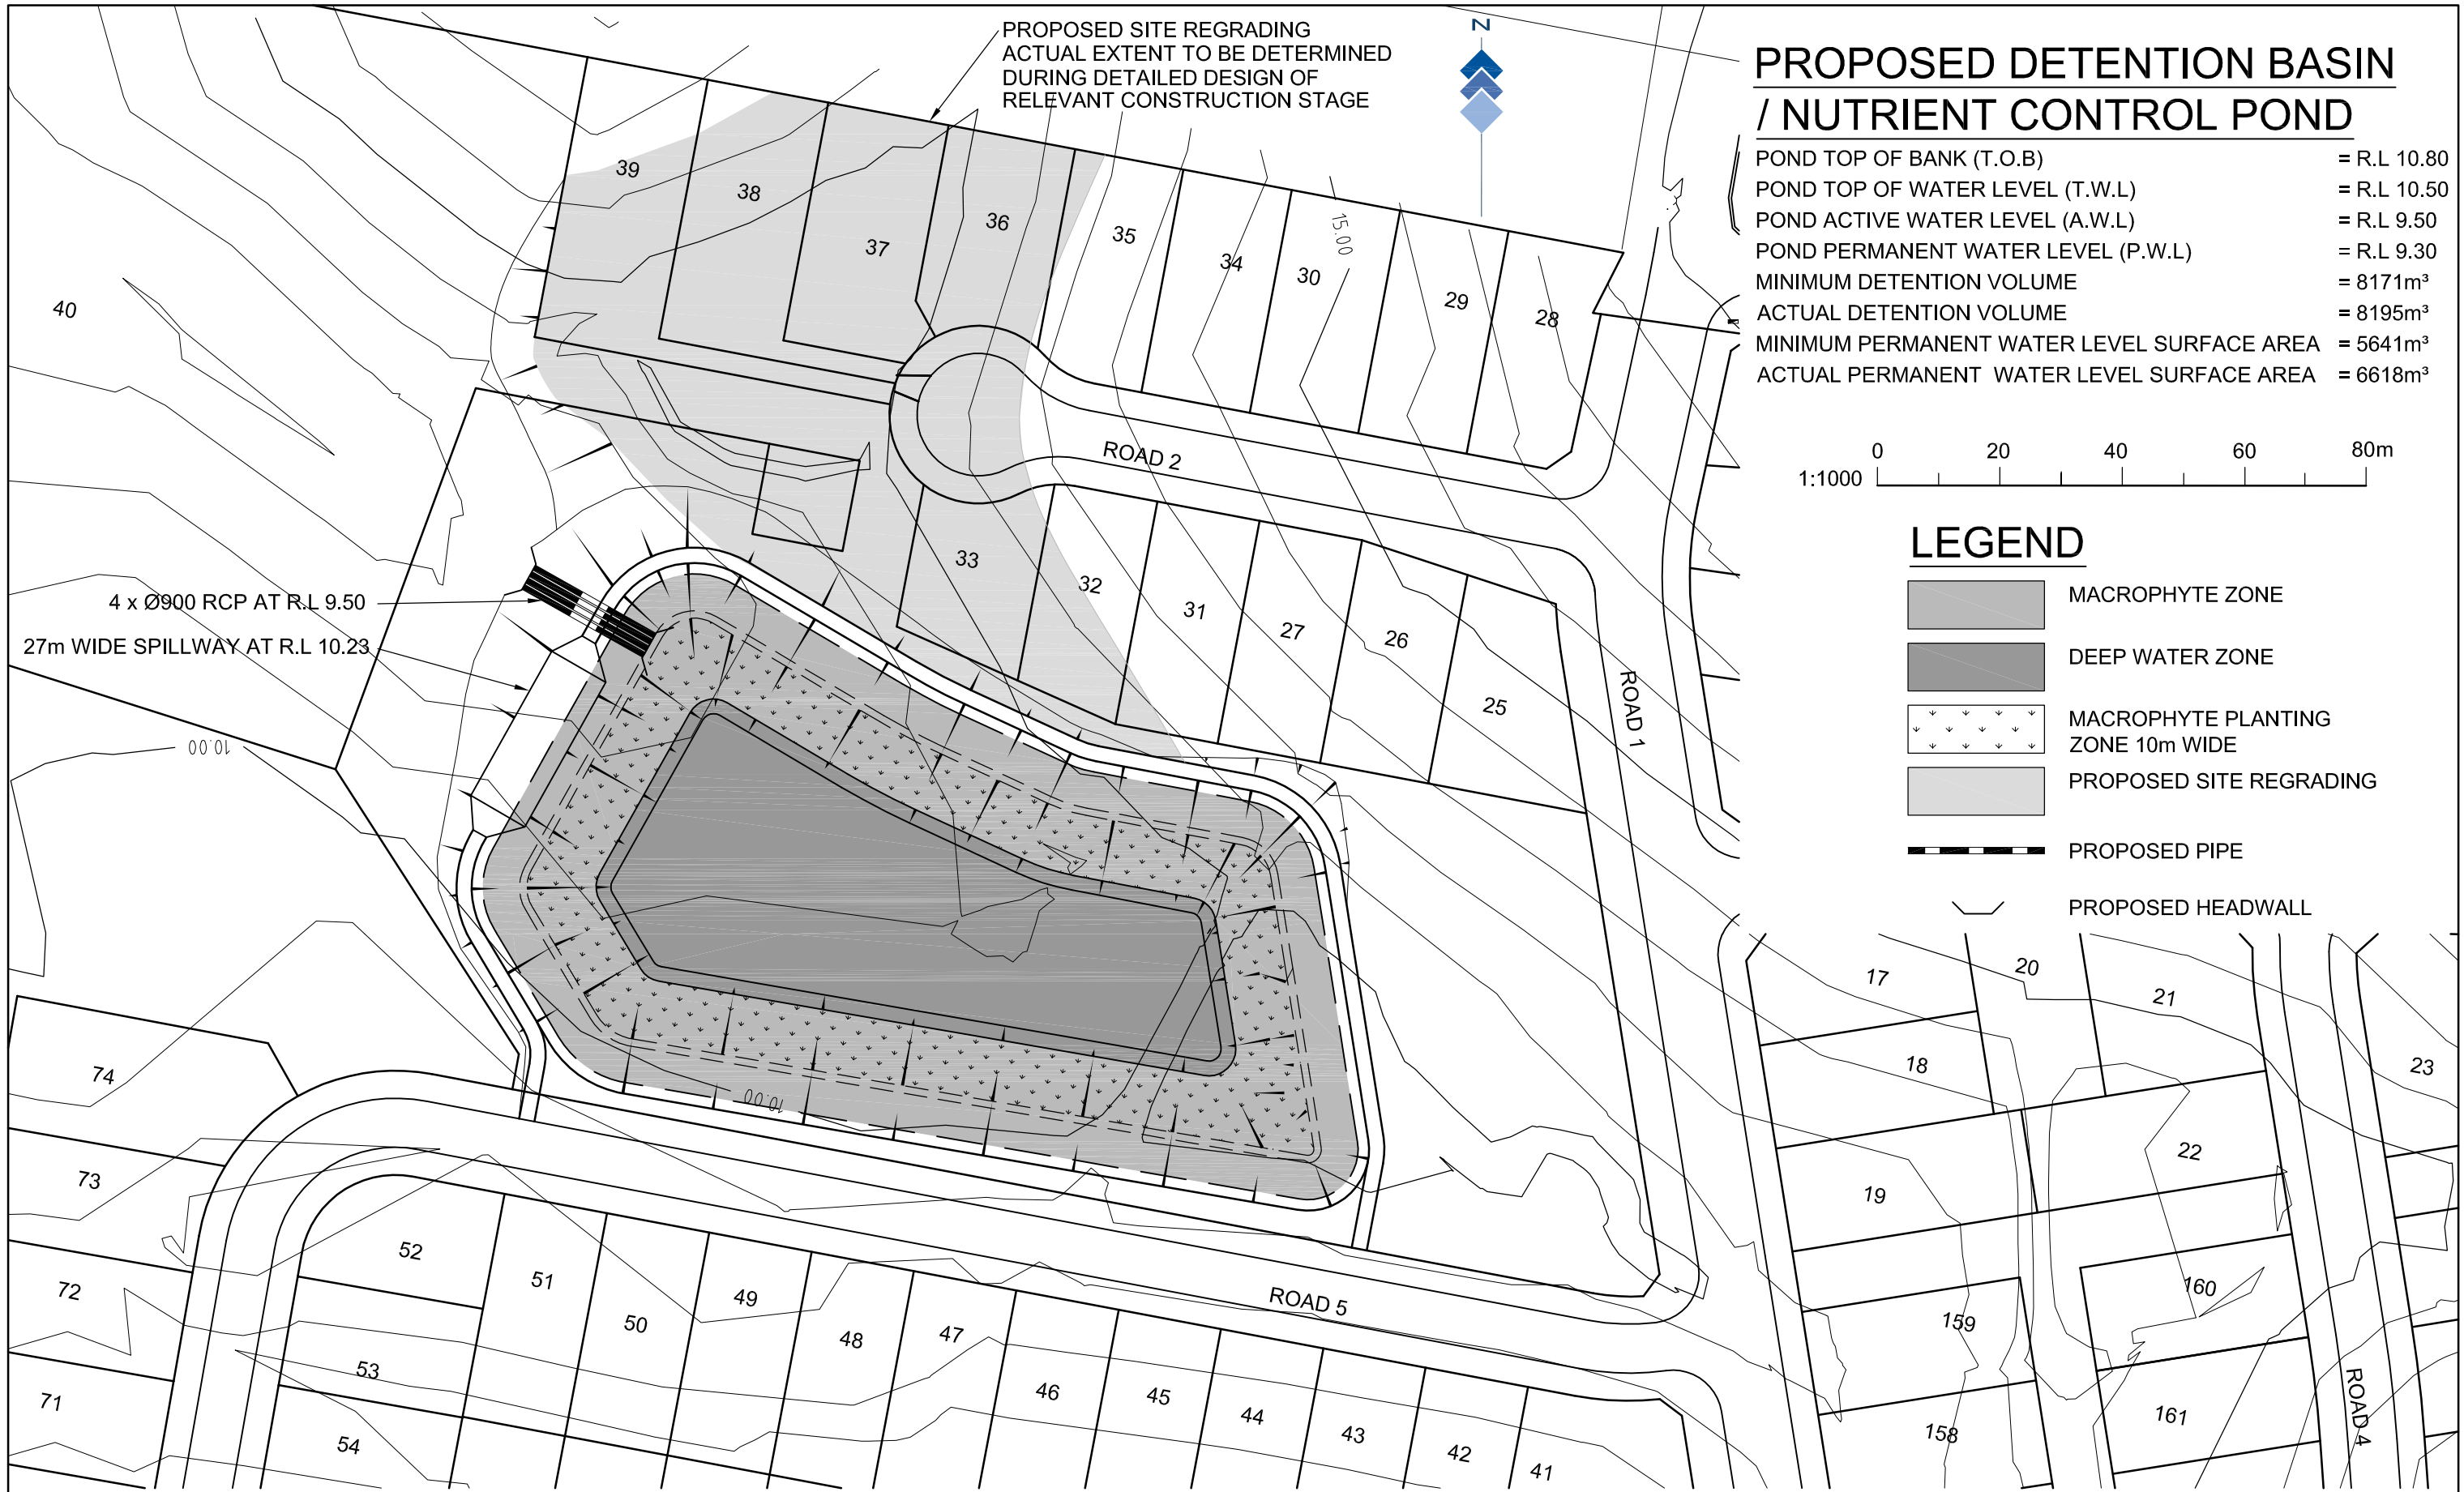 PROPOSED SITE REGRADING
ACTUAL EXTENT TO BE DETERMINED
DURING DETAILED DESIGN OF
RELEVANT CONSTRUCTION STAGE
N
PROPOSED DETENTION BASIN
/ NUTRIENT CONTROL POND
POND TOP OF BANK (T.O.B) = R.L 10.80
POND TOP OF WATER LEVEL (T.W.L) = R.L 10.50
POND ACTIVE WATER LEVEL (A.W.L) = R.L 9.50
POND PERMANENT WATER LEVEL (P.W.L) = R.L 9.30
MINIMUM DETENTION VOLUME = 8171m³
ACTUAL DETENTION VOLUME = 8195m³
MINIMUM PERMANENT WATER LEVEL SURFACE AREA = 5641m³
ACTUAL PERMANENT WATER LEVEL SURFACE AREA = 6618m³
0 20 40 60 80m
1:1000
LEGEND
MACROPHYTE ZONE
DEEP WATER ZONE
MACROPHYTE PLANTING
ZONE 10m WIDE
PROPOSED SITE REGRADING
PROPOSED PIPE
PROPOSED HEADWALL
39
38
37
36
35
34
30
29
28
15.00
40
ROAD 2
33
32
31
27
26
25
ROAD 1
4 x Ø900 RCP AT R.L 9.50
27m WIDE SPILLWAY AT R.L 10.23
10.00
10.00
17
20
21
18
23
22
19
160
159
161
158
ROAD 4
74
73
72
71
52
51
50
49
48
47
46
45
44
43
42
41
53
54
ROAD 5